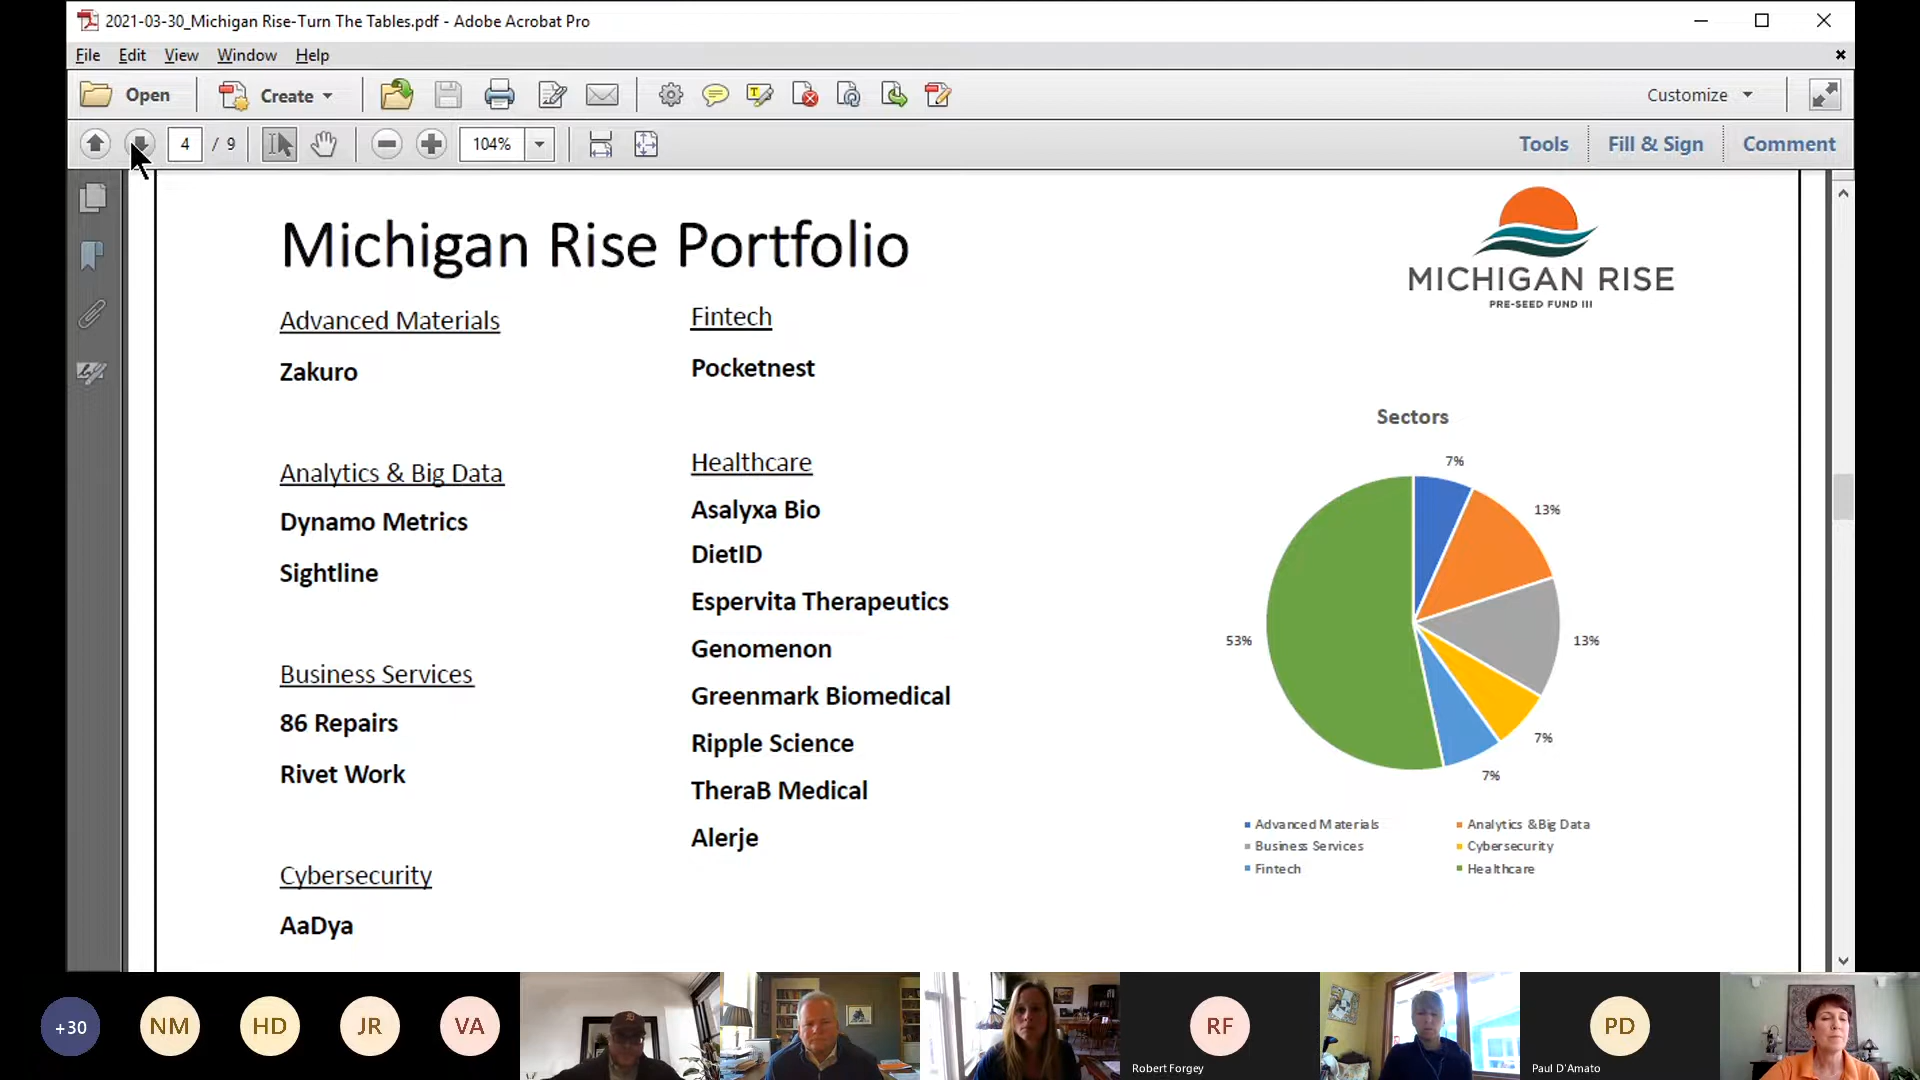 2021-03-30_Michigan Rise-Turn The Tables.pdf - Adobe Acrobat Pro
File Edit View Window Help
Open Create Customize
4 / 9 104% Tools Fill & Sign Comment
Michigan Rise Portfolio
MICHIGAN RISE
PRE-SEED FUND III
Advanced Materials
Zakuro
Analytics & Big Data
Dynamo Metrics
Sightline
Business Services
86 Repairs
Rivet Work
Cybersecurity
AaDya
Fintech
Pocketnest
Healthcare
Asalyxa Bio
DietID
Espervita Therapeutics
Genomenon
Greenmark Biomedical
Ripple Science
TheraB Medical
Alerje
Sectors
7%
13%
53%
13%
7%
7%
Advanced Materials Analytics &Big Data
Business Services Cybersecurity
Fintech Healthcare
+30 NM HD JR VA RF PD
Robert Forgey Paul D'Amato